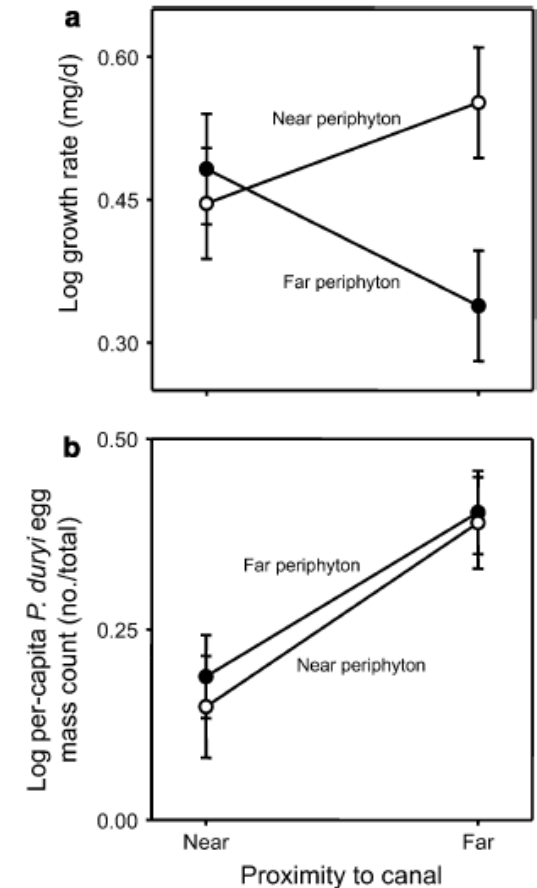 a
Log growth rate (mg/d)
0.60
0.45
0.30
Near periphyton
Far periphyton
b
Log per-capita P. duryi egg
mass count (no./total)
0.50
0.25
0.00
Far periphyton
Near periphyton
Near
Far
Proximity to canal